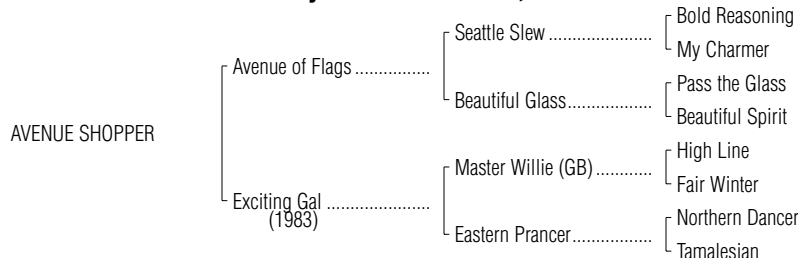 Bold Reasoning
Seattle Slew ......................
My Charmer
Avenue of Flags ................
Pass the Glass
Beautiful Glass..................
Beautiful Spirit
AVENUE SHOPPER
High Line
Master Willie (GB) ............
Fair Winter
Exciting Gal ......................
(1983)
Northern Dancer
Eastern Prancer.................
Tamalesian